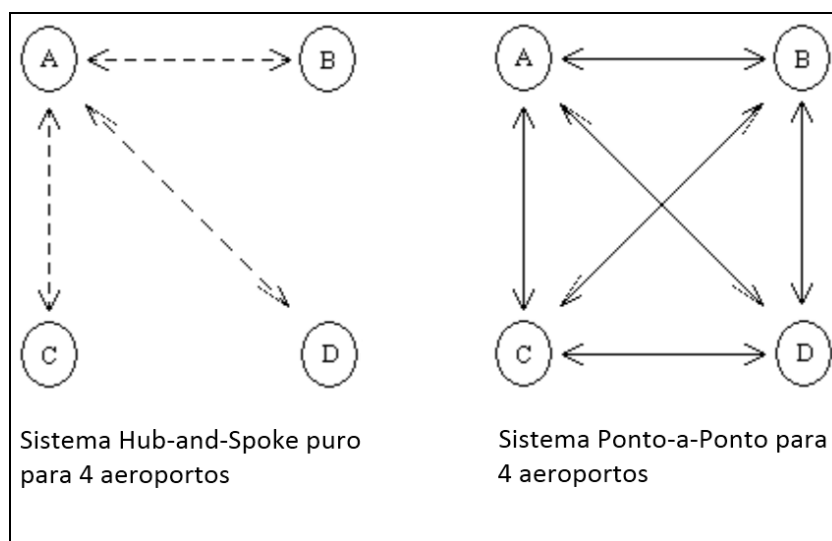 A B
C D
Sistema Hub-and-Spoke puro
para 4 aeroportos
A B
C D
Sistema Ponto-a-Ponto para
4 aeroportos